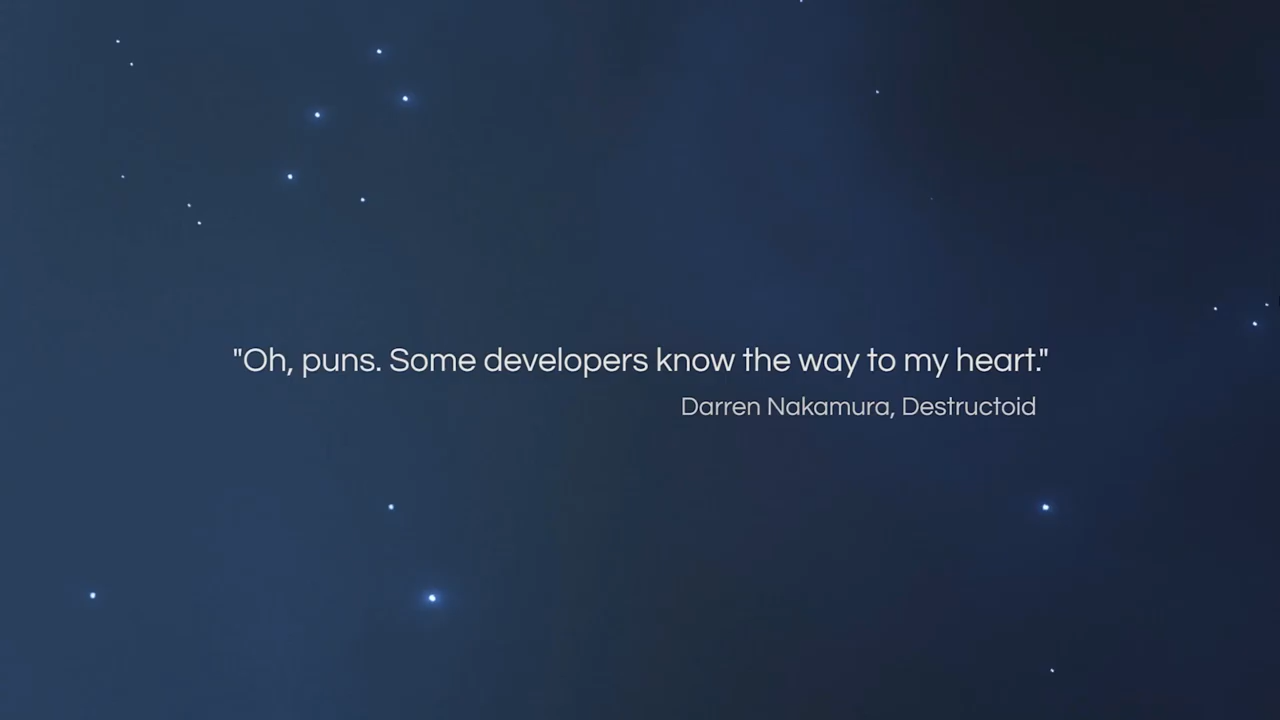 "Oh, puns. Some developers know the way to my heart."
Darren Nakamura, Destructoid